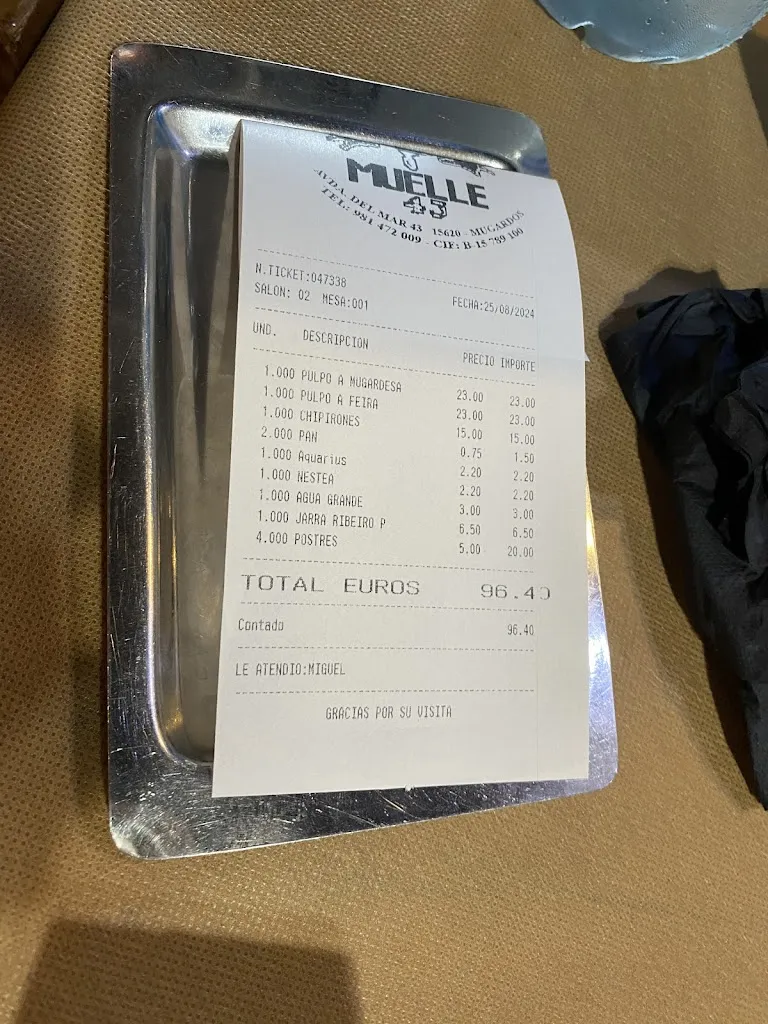 MUELLE
43
AVDA. DEL MAR 43 15620 - MUGARDOS
TEL.: 981 472 009 - CIF: B-15 789 100
N.TICKET:047338
SALON: 02 MESA:001 FECHA:25/08/2024
UND. DESCRIPCION PRECIO IMPORTE
1.000 PULPO A MUGARDESA 23.00 23.00
1.000 PULPO A FEIRA 23.00 23.00
1.000 CHIPIRONES 15.00 15.00
2.000 PAN 0.75 1.50
1.000 Aquarius 2.20 2.20
1.000 NESTEA 2.20 2.20
1.000 AGUA GRANDE 3.00 3.00
1.000 JARRA RIBEIRO P 6.50 6.50
4.000 POSTRES 5.00 20.00
TOTAL EUROS 96.40
Contado 96.40
LE ATENDIO:MIGUEL
GRACIAS POR SU VISITA